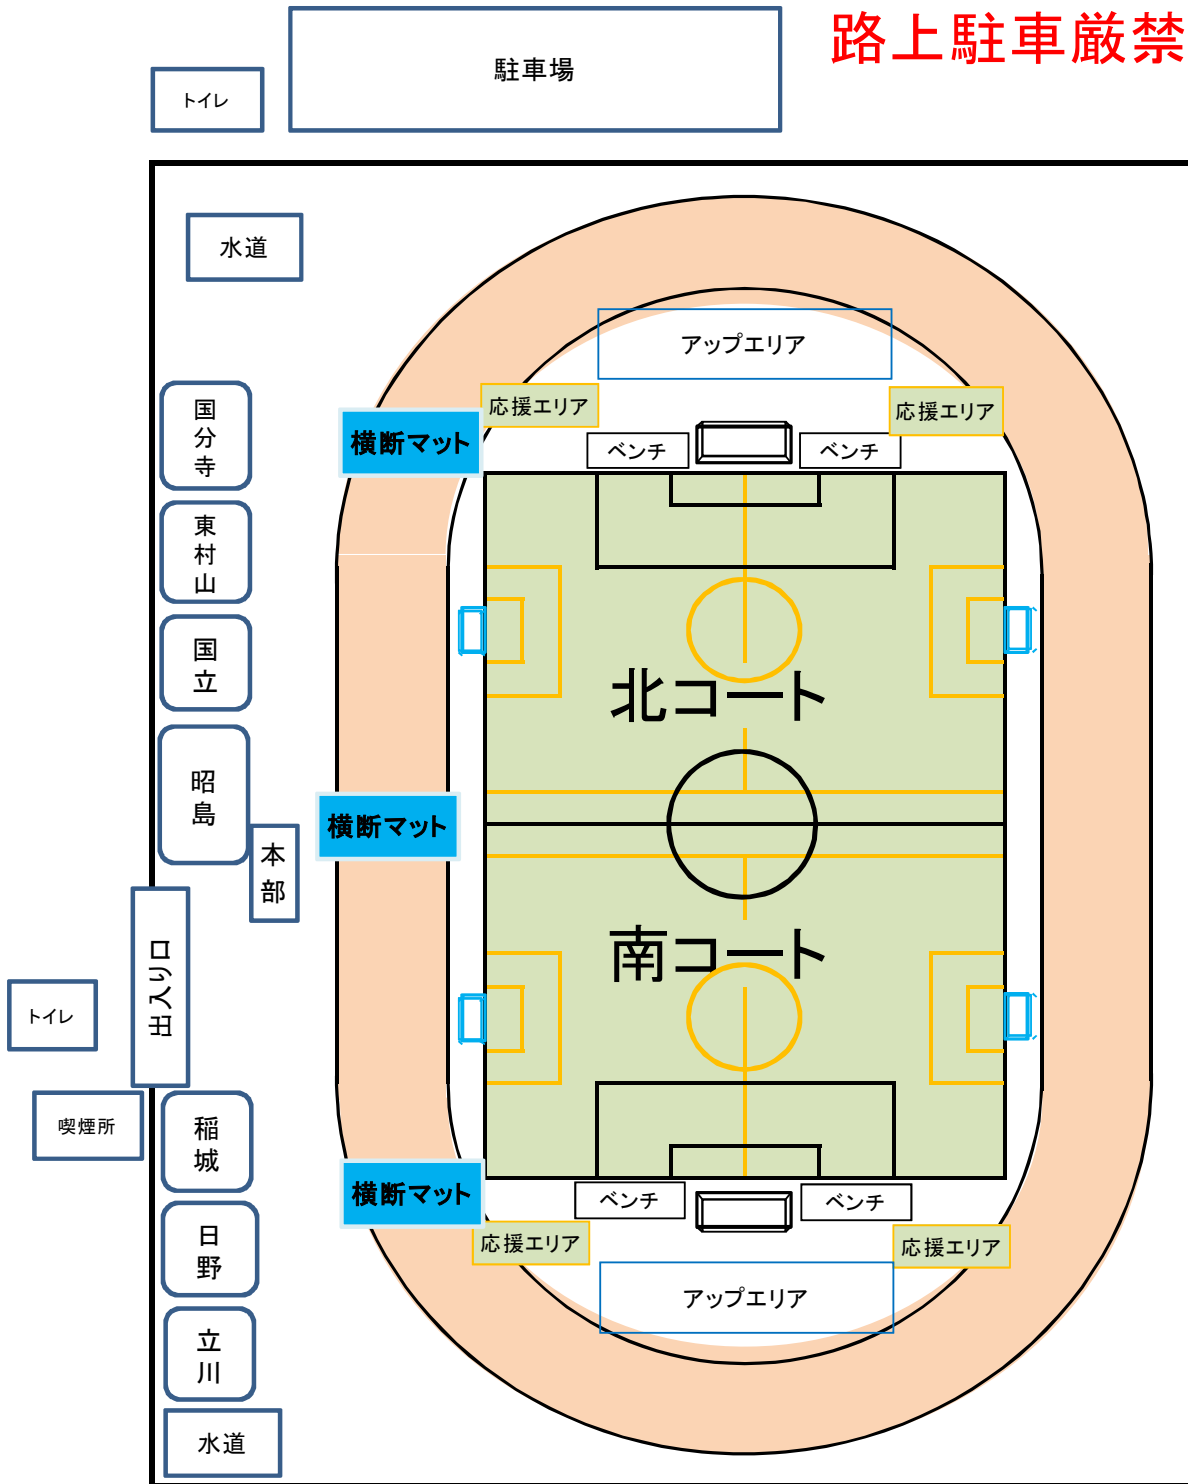 路上駐車厳禁
駐車場
トイレ
水道
アップエリア
応援エリア
応援エリア
国分寺
横断マット
ベンチ
ベンチ
東村山
国立
北コート
昭島
横断マット
本部
出入り口
南コート
トイレ
喫煙所
稲城
横断マット
ベンチ
ベンチ
日野
応援エリア
応援エリア
アップエリア
立川
水道